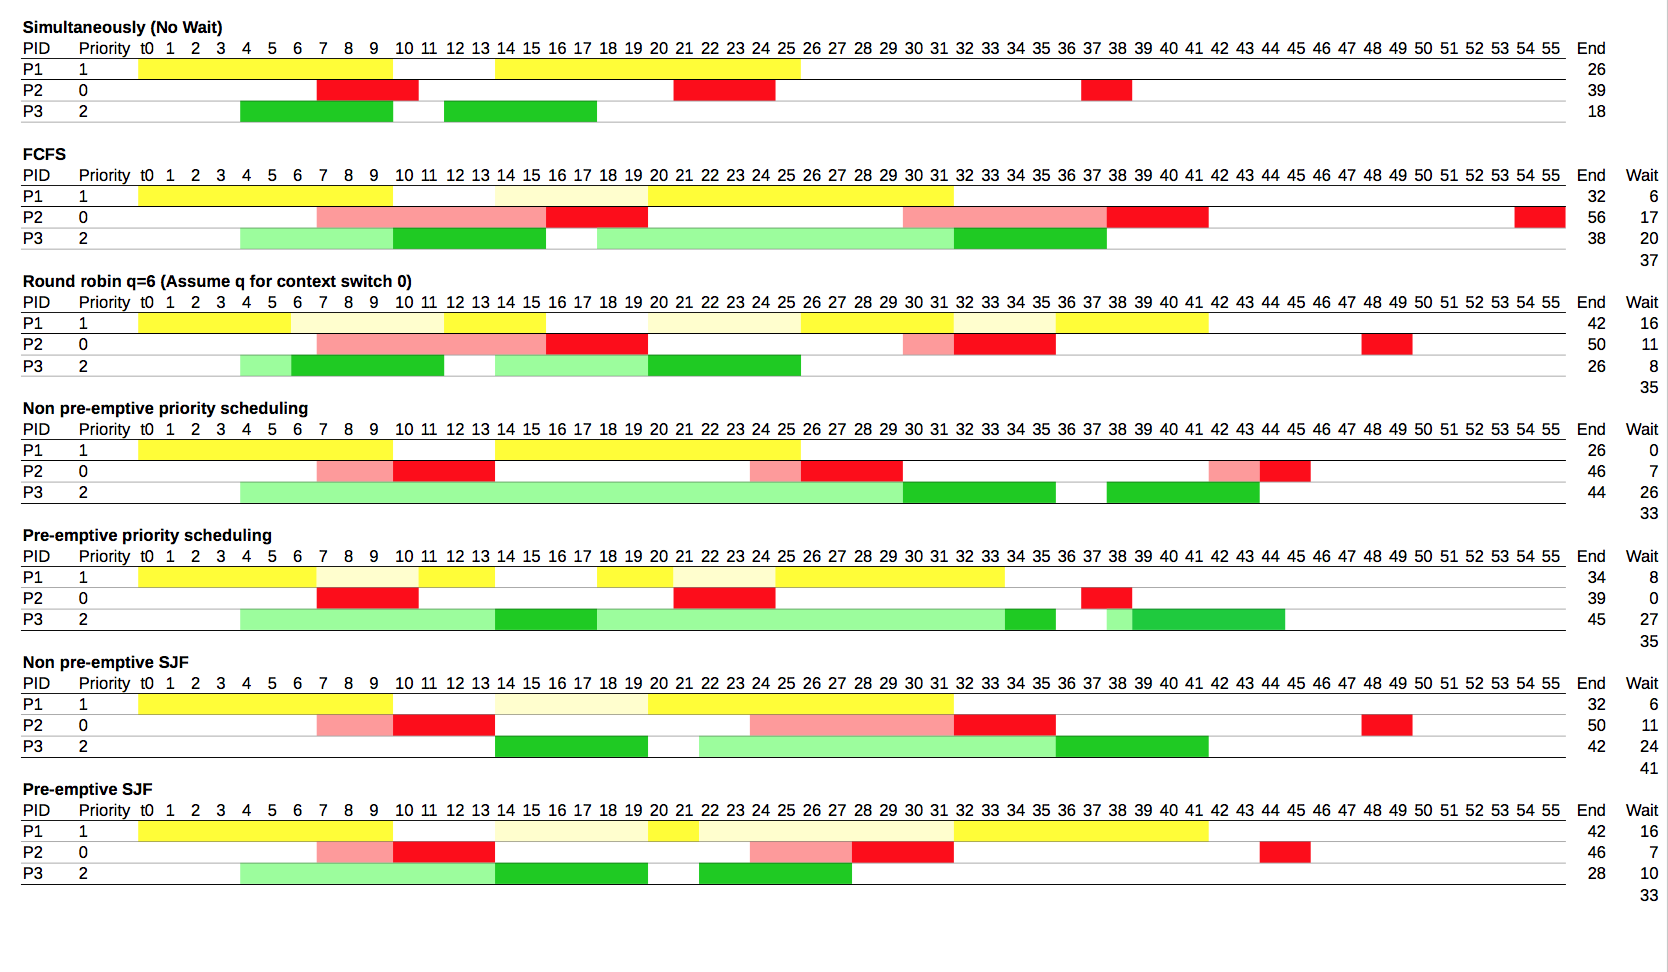 Simultaneously (No Wait)
PID Priority t0 1 2 3 4 5 6 7 8 9 10 11 12 13 14 15 16 17 18 19 20 21 22 23 24 25 26 27 28 29 30 31 32 33 34 35 36 37 38 39 40 41 42 43 44 45 46 47 48 49 50 51 52 53 54 55 End
P1 1 26
P2 0 39
P3 2 18
FCFS
PID Priority t0 1 2 3 4 5 6 7 8 9 10 11 12 13 14 15 16 17 18 19 20 21 22 23 24 25 26 27 28 29 30 31 32 33 34 35 36 37 38 39 40 41 42 43 44 45 46 47 48 49 50 51 52 53 54 55 End Wait
P1 1 32 6
P2 0 56 17
P3 2 38 20
37
Round robin q=6 (Assume q for context switch 0)
PID Priority t0 1 2 3 4 5 6 7 8 9 10 11 12 13 14 15 16 17 18 19 20 21 22 23 24 25 26 27 28 29 30 31 32 33 34 35 36 37 38 39 40 41 42 43 44 45 46 47 48 49 50 51 52 53 54 55 End Wait
P1 1 42 16
P2 0 50 11
P3 2 26 8
35
Non pre-emptive priority scheduling
PID Priority t0 1 2 3 4 5 6 7 8 9 10 11 12 13 14 15 16 17 18 19 20 21 22 23 24 25 26 27 28 29 30 31 32 33 34 35 36 37 38 39 40 41 42 43 44 45 46 47 48 49 50 51 52 53 54 55 End Wait
P1 1 26 0
P2 0 46 7
P3 2 44 26
33
Pre-emptive priority scheduling
PID Priority t0 1 2 3 4 5 6 7 8 9 10 11 12 13 14 15 16 17 18 19 20 21 22 23 24 25 26 27 28 29 30 31 32 33 34 35 36 37 38 39 40 41 42 43 44 45 46 47 48 49 50 51 52 53 54 55 End Wait
P1 1 34 8
P2 0 39 0
P3 2 45 27
35
Non pre-emptive SJF
PID Priority t0 1 2 3 4 5 6 7 8 9 10 11 12 13 14 15 16 17 18 19 20 21 22 23 24 25 26 27 28 29 30 31 32 33 34 35 36 37 38 39 40 41 42 43 44 45 46 47 48 49 50 51 52 53 54 55 End Wait
P1 1 32 6
P2 0 50 11
P3 2 42 24
41
Pre-emptive SJF
PID Priority t0 1 2 3 4 5 6 7 8 9 10 11 12 13 14 15 16 17 18 19 20 21 22 23 24 25 26 27 28 29 30 31 32 33 34 35 36 37 38 39 40 41 42 43 44 45 46 47 48 49 50 51 52 53 54 55 End Wait
P1 1 42 16
P2 0 46 7
P3 2 28 10
33